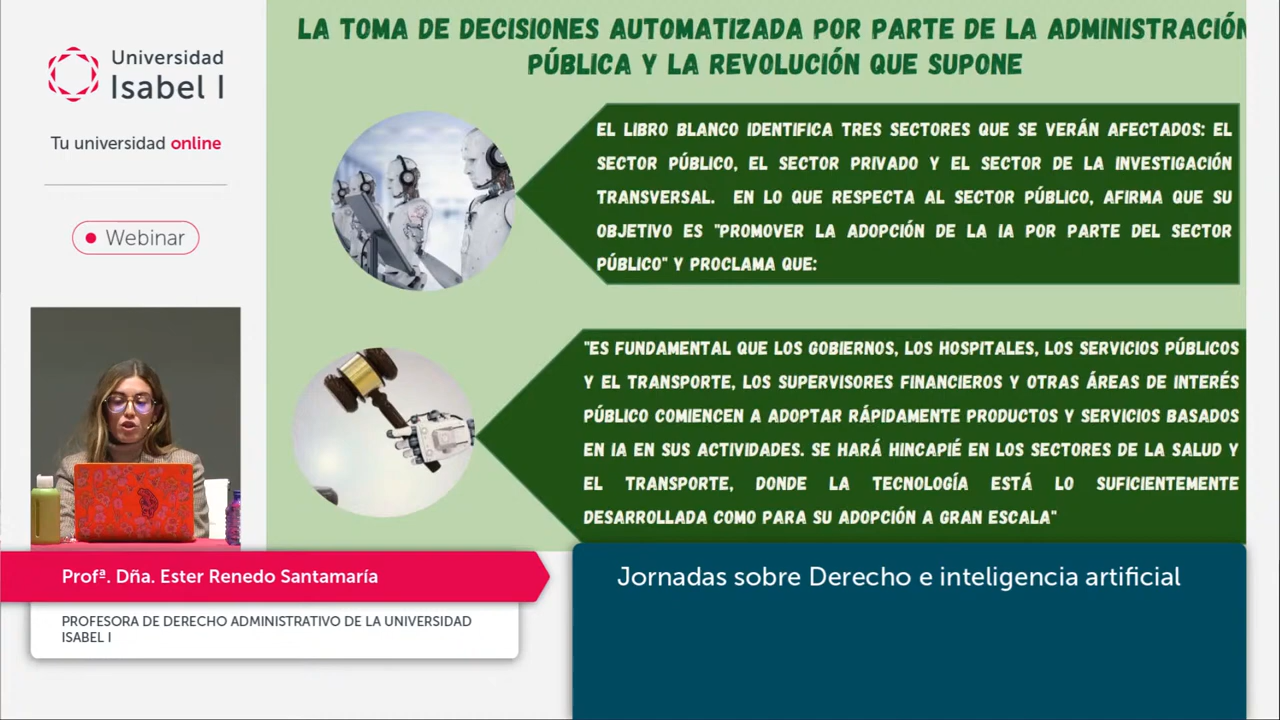 Universidad
Isabel I
Tu universidad online
Webinar
LA TOMA DE DECISIONES AUTOMATIZADA POR PARTE DE LA ADMINISTRACIÓN
PÚBLICA Y LA REVOLUCIÓN QUE SUPONE
EL LIBRO BLANCO IDENTIFICA TRES SECTORES QUE SE VERÁN AFECTADOS: EL
SECTOR PÚBLICO, EL SECTOR PRIVADO Y EL SECTOR DE LA INVESTIGACIÓN
TRANSVERSAL. EN LO QUE RESPECTA AL SECTOR PÚBLICO, AFIRMA QUE SU
OBJETIVO ES "PROMOVER LA ADOPCIÓN DE LA IA POR PARTE DEL SECTOR
PÚBLICO" Y PROCLAMA QUE:
"ES FUNDAMENTAL QUE LOS GOBIERNOS, LOS HOSPITALES, LOS SERVICIOS PÚBLICOS
Y EL TRANSPORTE, LOS SUPERVISORES FINANCIEROS Y OTRAS ÁREAS DE INTERÉS
PÚBLICO COMIENCEN A ADOPTAR RÁPIDAMENTE PRODUCTOS Y SERVICIOS BASADOS
EN IA EN SUS ACTIVIDADES. SE HARÁ HINCAPIÉ EN LOS SECTORES DE LA SALUD Y
EL TRANSPORTE, DONDE LA TECNOLOGÍA ESTÁ LO SUFICIENTEMENTE
DESARROLLADA COMO PARA SU ADOPCIÓN A GRAN ESCALA"
Profª. Dña. Ester Renedo Santamaría
PROFESORA DE DERECHO ADMINISTRATIVO DE LA UNIVERSIDAD
ISABEL I
Jornadas sobre Derecho e inteligencia artificial